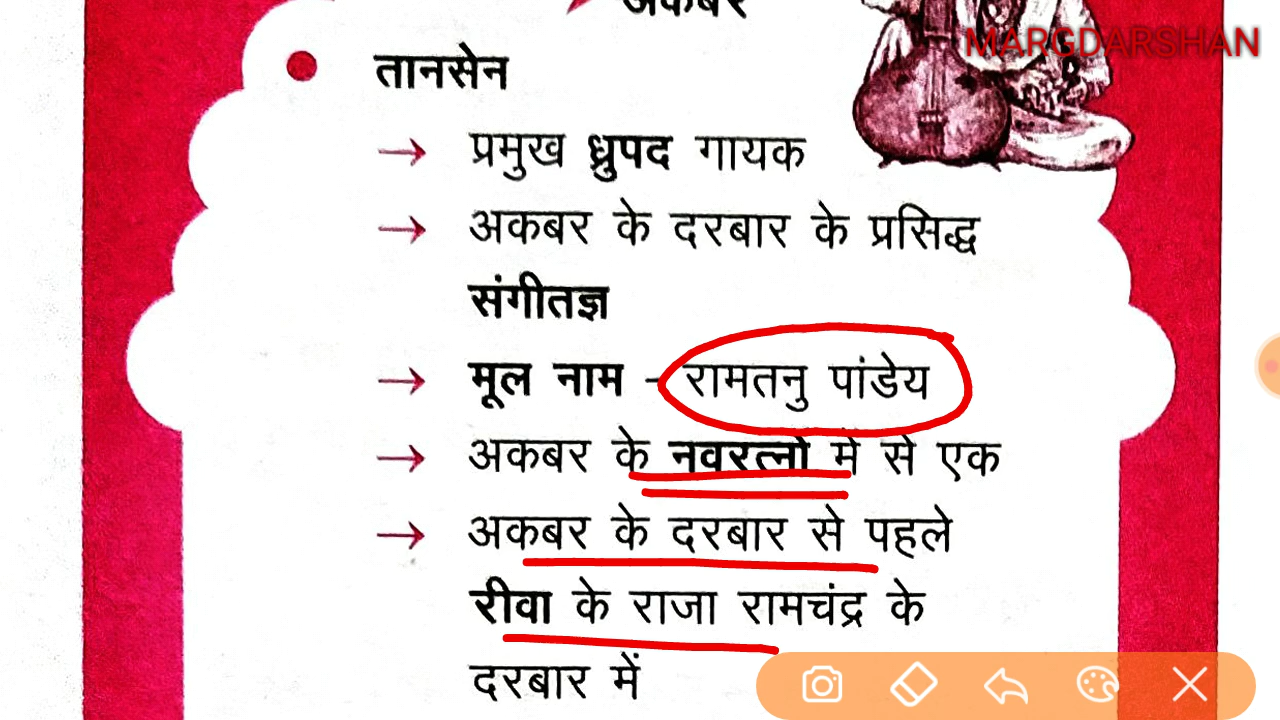 अकबर
MARGDARSHAN
तानसेन
→ प्रमुख ध्रुपद गायक
→ अकबर के दरबार के प्रसिद्ध
संगीतज्ञ
→ मूल नाम - रामतनु पांडेय
→ अकबर के नवरत्नों में से एक
→ अकबर के दरबार से पहले
रीवा के राजा रामचंद्र के
दरबार में